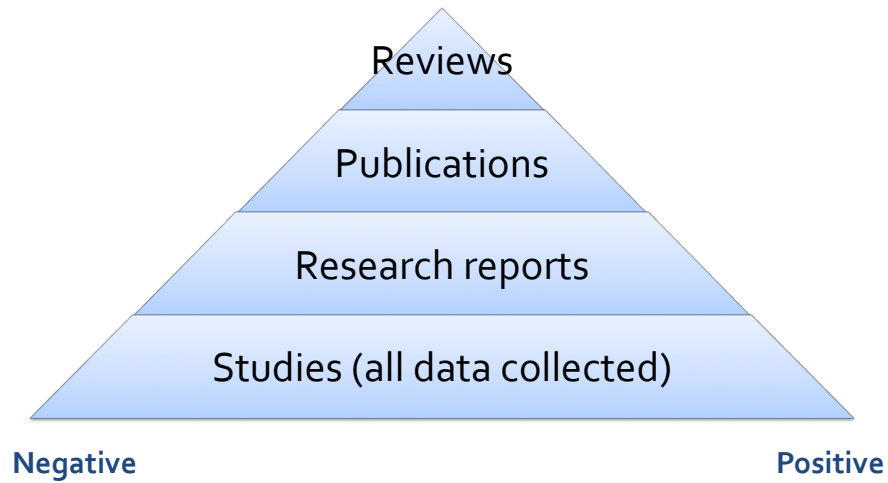 Reviews
Publications
Research reports
Studies (all data collected)
Negative Positive